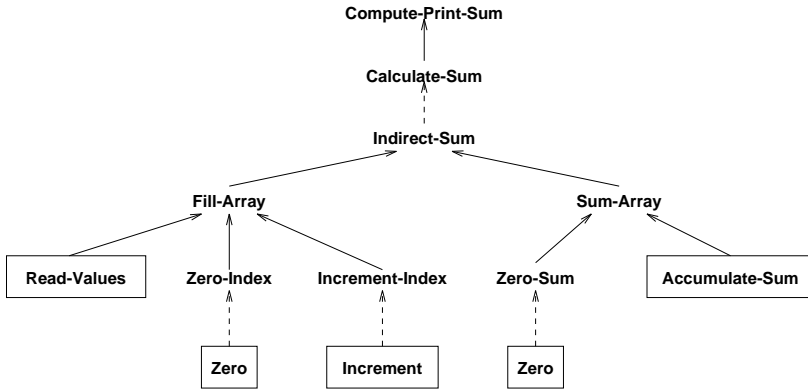 Compute-Print-Sum
Calculate-Sum
Indirect-Sum
Fill-Array
Sum-Array
Read-Values
Zero-Index
Increment-Index
Zero-Sum
Accumulate-Sum
Zero
Increment
Zero